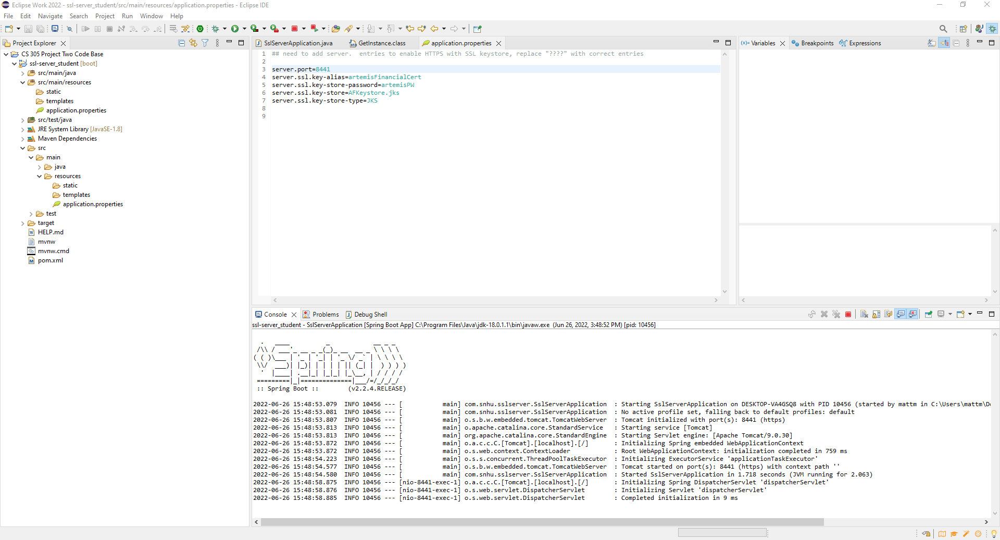 Eclipse Work 2022 - ssl-server_student/src/main/resources/application.properties - Eclipse IDE
File Edit Navigate Search Project Run Window Help
Project Explorer
CS 305 Project Two Code Base
ssl-server_student [boot]
src/main/java
src/main/resources
static
templates
application.properties
src/test/java
JRE System Library [JavaSE-1.8]
Maven Dependencies
src
main
java
resources
static
templates
application.properties
test
target
HELP.md
mvnw
mvnw.cmd
pom.xml
SslServerApplication.java GetInstance.class application.properties
1 ## need to add server.  entries to enable HTTPS with SSL keystore, replace "????" with correct entries
2
3 server.port=8441
4 server.ssl.key-alias=artemisFinancialCert
5 server.ssl.key-store-password=artemisPW
6 server.ssl.key-store=AFKeystore.jks
7 server.ssl.key-store-type=JKS
8
9
(x)= Variables Breakpoints Expressions
Console Problems Debug Shell
ssl-server_student - SslServerApplication [Spring Boot App] C:\Program Files\Java\jdk-18.0.1.1\bin\javaw.exe (Jun 26, 2022, 3:48:52 PM) [pid: 10456]
Spring
:: Spring Boot ::        (v2.2.4.RELEASE)
2022-06-26 15:48:53.079  INFO 10456 --- [           main] com.snhu.sslserver.SslServerApplication  : Starting SslServerApplication on DESKTOP-VA4GSQ8 with PID 10456 (started by mattm in C:\Users\mattm\Do
2022-06-26 15:48:53.081  INFO 10456 --- [           main] com.snhu.sslserver.SslServerApplication  : No active profile set, falling back to default profiles: default
2022-06-26 15:48:53.807  INFO 10456 --- [           main] o.s.b.w.embedded.tomcat.TomcatWebServer  : Tomcat initialized with port(s): 8441 (https)
2022-06-26 15:48:53.813  INFO 10456 --- [           main] o.apache.catalina.core.StandardService   : Starting service [Tomcat]
2022-06-26 15:48:53.813  INFO 10456 --- [           main] org.apache.catalina.core.StandardEngine  : Starting Servlet engine: [Apache Tomcat/9.0.30]
2022-06-26 15:48:53.872  INFO 10456 --- [           main] o.a.c.c.C.[Tomcat].[localhost].[/]       : Initializing Spring embedded WebApplicationContext
2022-06-26 15:48:53.872  INFO 10456 --- [           main] o.s.web.context.ContextLoader            : Root WebApplicationContext: initialization completed in 759 ms
2022-06-26 15:48:54.223  INFO 10456 --- [           main] o.s.s.concurrent.ThreadPoolTaskExecutor  : Initializing ExecutorService 'applicationTaskExecutor'
2022-06-26 15:48:54.577  INFO 10456 --- [           main] o.s.b.w.embedded.tomcat.TomcatWebServer  : Tomcat started on port(s): 8441 (https) with context path ''
2022-06-26 15:48:54.580  INFO 10456 --- [           main] com.snhu.sslserver.SslServerApplication  : Started SslServerApplication in 1.718 seconds (JVM running for 2.063)
2022-06-26 15:48:58.875  INFO 10456 --- [nio-8441-exec-1] o.a.c.c.C.[Tomcat].[localhost].[/]       : Initializing Spring DispatcherServlet 'dispatcherServlet'
2022-06-26 15:48:58.876  INFO 10456 --- [nio-8441-exec-1] o.s.web.servlet.DispatcherServlet        : Initializing Servlet 'dispatcherServlet'
2022-06-26 15:48:58.885  INFO 10456 --- [nio-8441-exec-1] o.s.web.servlet.DispatcherServlet        : Completed initialization in 9 ms